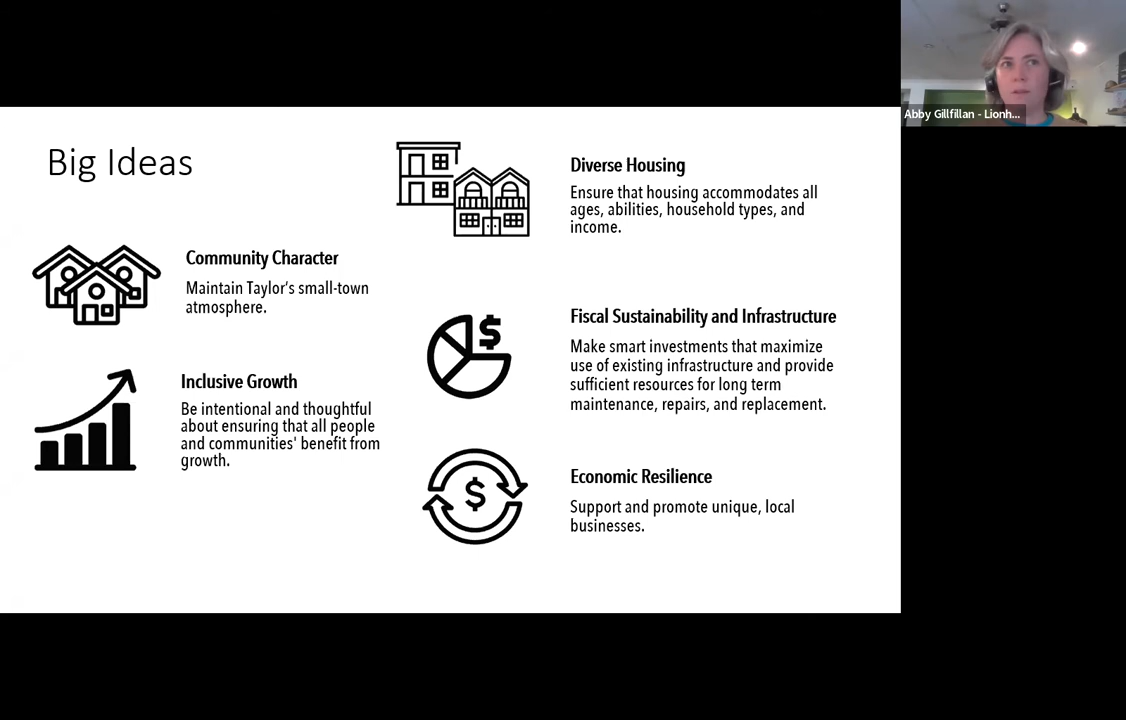 Big Ideas
Community Character
Maintain Taylor's small-town
atmosphere.
Inclusive Growth
Be intentional and thoughtful
about ensuring that all people
and communities' benefit from
growth.
Diverse Housing
Ensure that housing accommodates all
ages, abilities, household types, and
income.
$
Fiscal Sustainability and Infrastructure
Make smart investments that maximize
use of existing infrastructure and provide
sufficient resources for long term
maintenance, repairs, and replacement.
$
Economic Resilience
Support and promote unique, local
businesses.
Abby Gillfillan - Lionh...